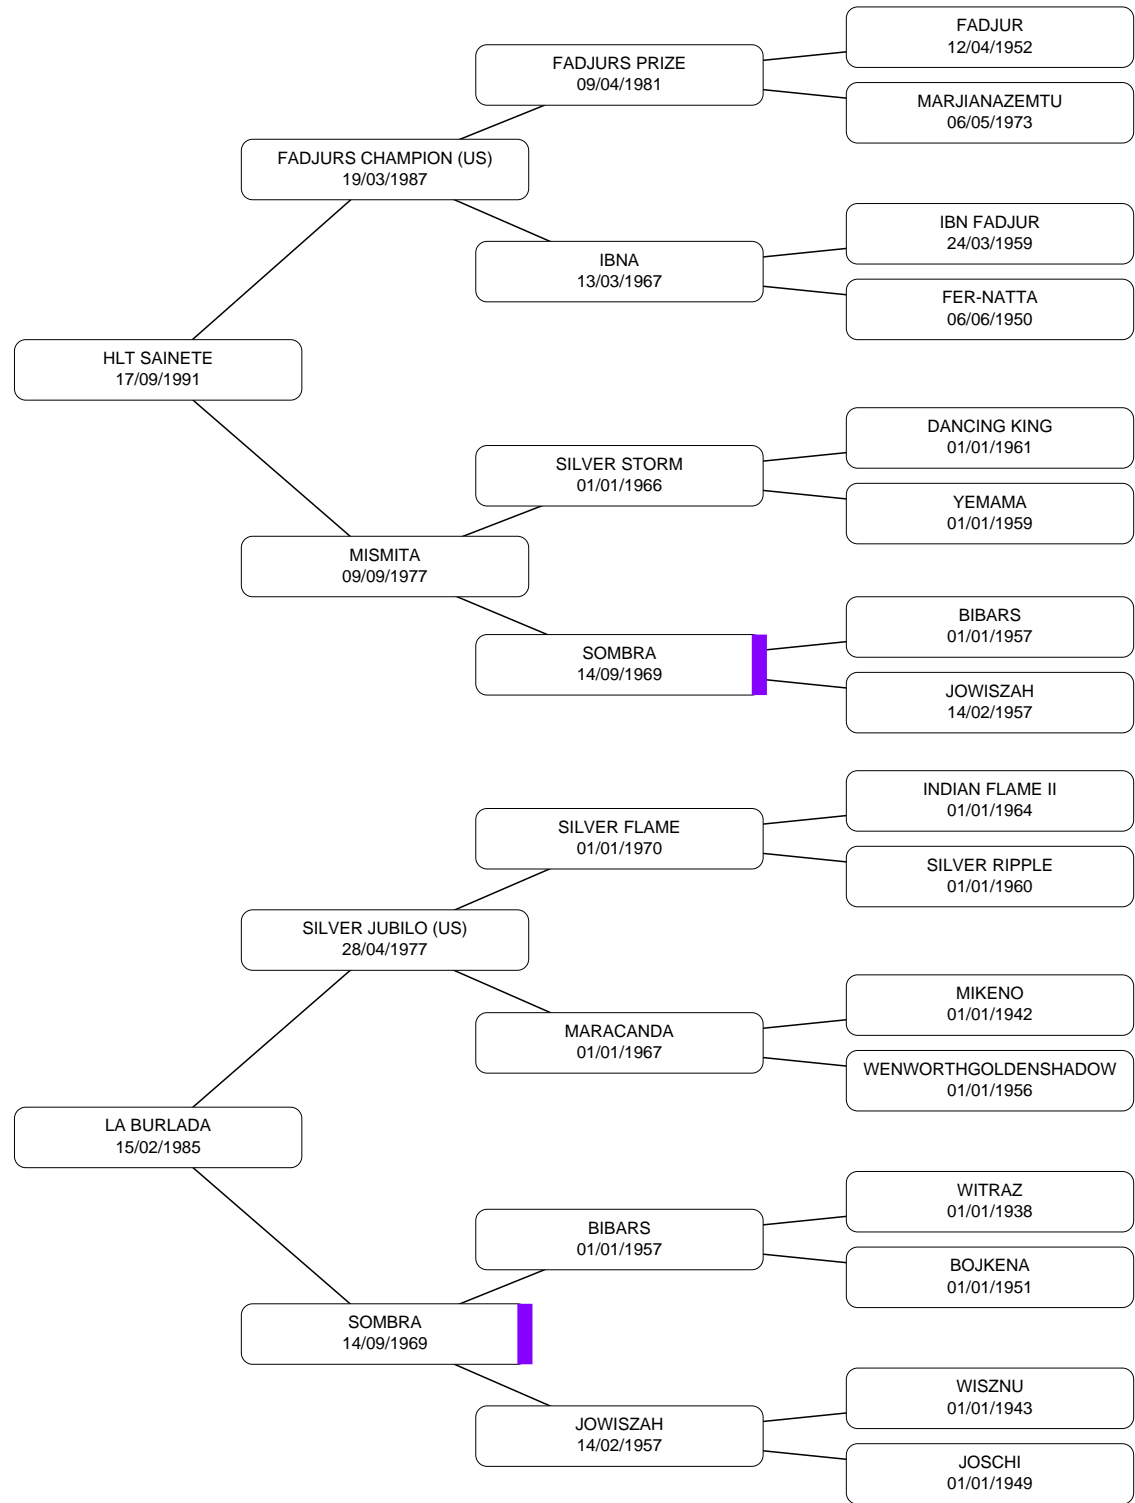 FADJUR
12/04/1952
FADJURS PRIZE
09/04/1981
MARJIANAZEMTU
06/05/1973
FADJURS CHAMPION (US)
19/03/1987
IBN FADJUR
24/03/1959
IBNA
13/03/1967
FER-NATTA
06/06/1950
HLT SAINETE
17/09/1991
DANCING KING
01/01/1961
SILVER STORM
01/01/1966
YEMAMA
01/01/1959
MISMITA
09/09/1977
BIBARS
01/01/1957
SOMBRA
14/09/1969
JOWISZAH
14/02/1957
INDIAN FLAME II
01/01/1964
SILVER FLAME
01/01/1970
SILVER RIPPLE
01/01/1960
SILVER JUBILO (US)
28/04/1977
MIKENO
01/01/1942
MARACANDA
01/01/1967
WENWORTHGOLDENSHADOW
01/01/1956
LA BURLADA
15/02/1985
WITRAZ
01/01/1938
BIBARS
01/01/1957
BOJKENA
01/01/1951
SOMBRA
14/09/1969
WISZNU
01/01/1943
JOWISZAH
14/02/1957
JOSCHI
01/01/1949